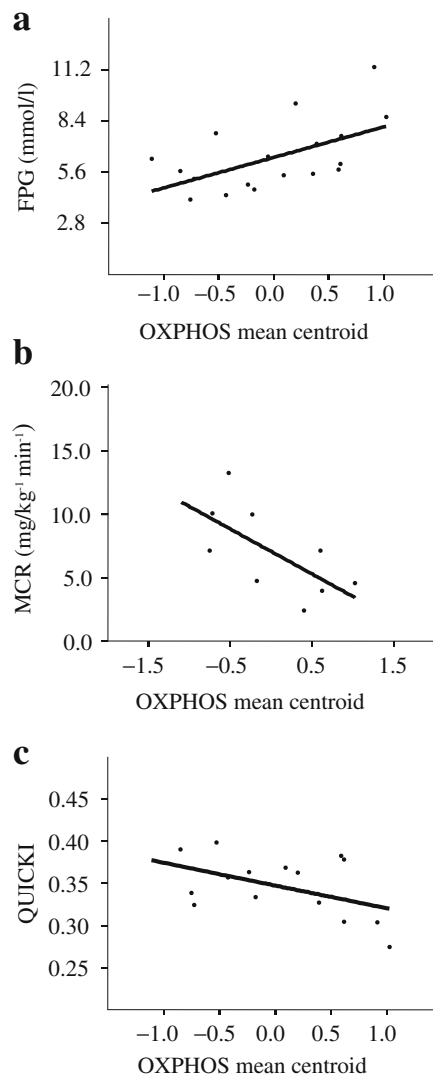 a
FPG (mmol/l)
11.2
8.4
5.6
2.8
−1.0 −0.5 0.0 0.5 1.0
OXPHOS mean centroid
b
MCR (mg/kg⁻¹ min⁻¹)
20.0
15.0
10.0
5.0
0.0
−1.5 −0.5 0.5 1.5
OXPHOS mean centroid
c
QUICKI
0.45
0.40
0.35
0.30
0.25
−1.0 −0.5 0.0 0.5 1.0
OXPHOS mean centroid